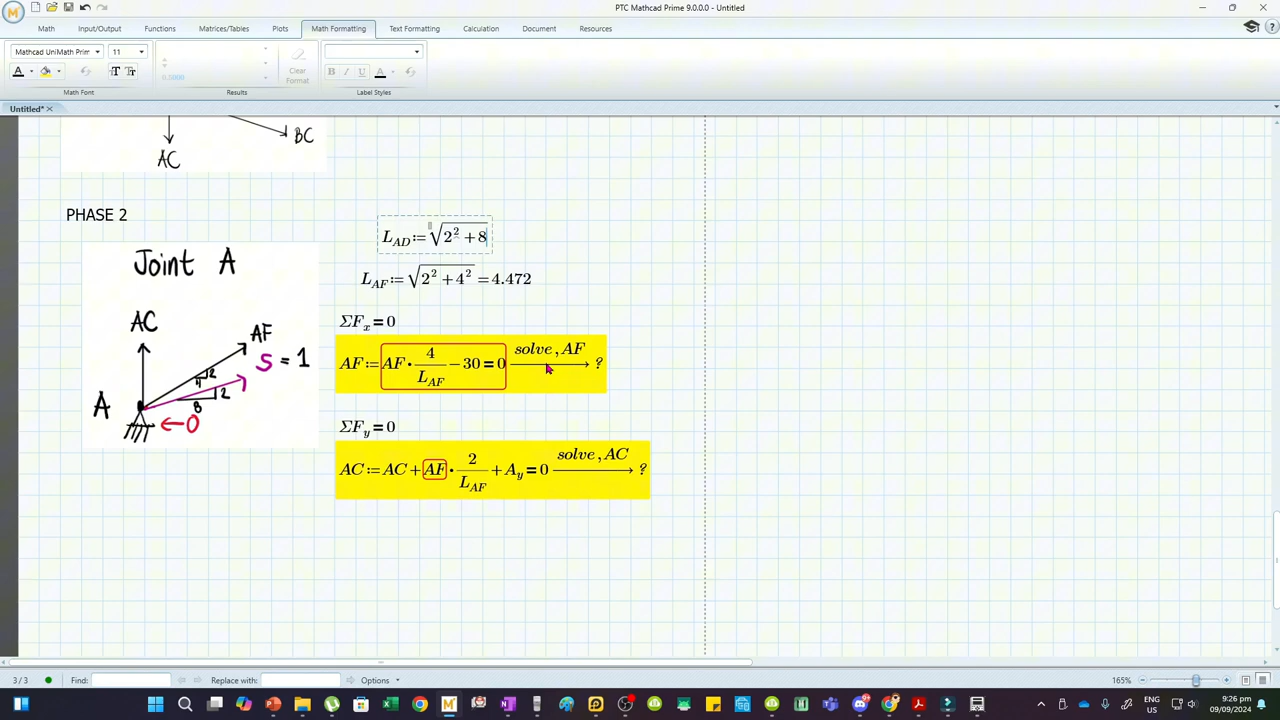 PTC Mathcad Prime 9.0.0.0 - Untitled
Math Input/Output Functions Matrices/Tables Plots Math Formatting Text Formatting Calculation Document Resources
Mathcad UniMath Prim 11
Clear Format
Math Font Results Label Styles
Untitled*
BC
AC
PHASE 2
L_AD:=√(2²+8)
Joint A
L_AF:=√(2²+4²)=4.472
AC
ΣF_x=0
AF
S = 1
AF:=AF·4/L_AF−30=0 solve,AF → ?
2
4
2
8
A
←0
ΣF_y=0
AC:=AC+AF·2/L_AF+A_y=0 solve,AC → ?
3/3 Find: Replace with: Options 165%
ENG US
9:26 pm
09/09/2024